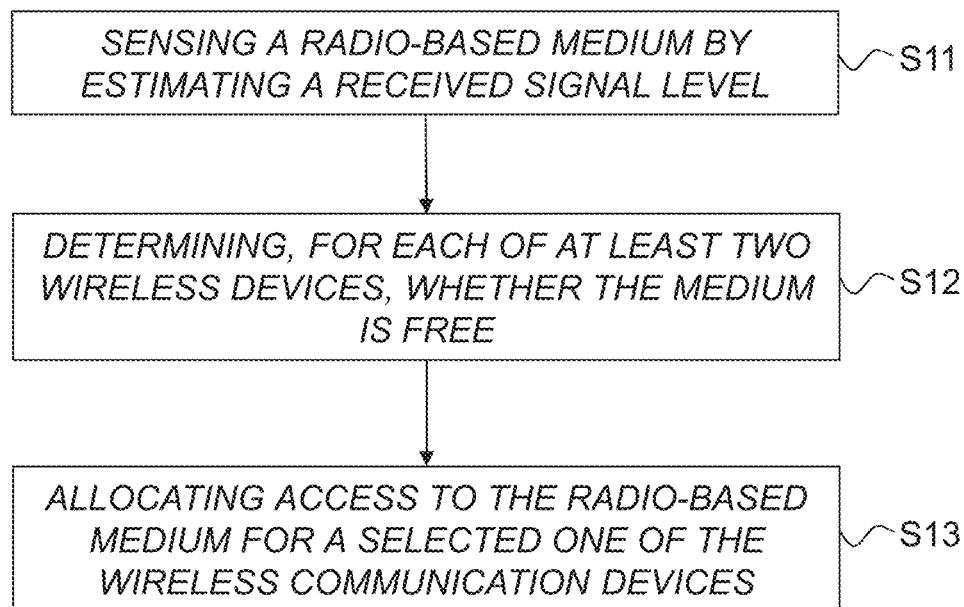 SENSING A RADIO-BASED MEDIUM BY
ESTIMATING A RECEIVED SIGNAL LEVEL
S11
DETERMINING, FOR EACH OF AT LEAST TWO
WIRELESS DEVICES, WHETHER THE MEDIUM
IS FREE
S12
ALLOCATING ACCESS TO THE RADIO-BASED
MEDIUM FOR A SELECTED ONE OF THE
WIRELESS COMMUNICATION DEVICES
S13